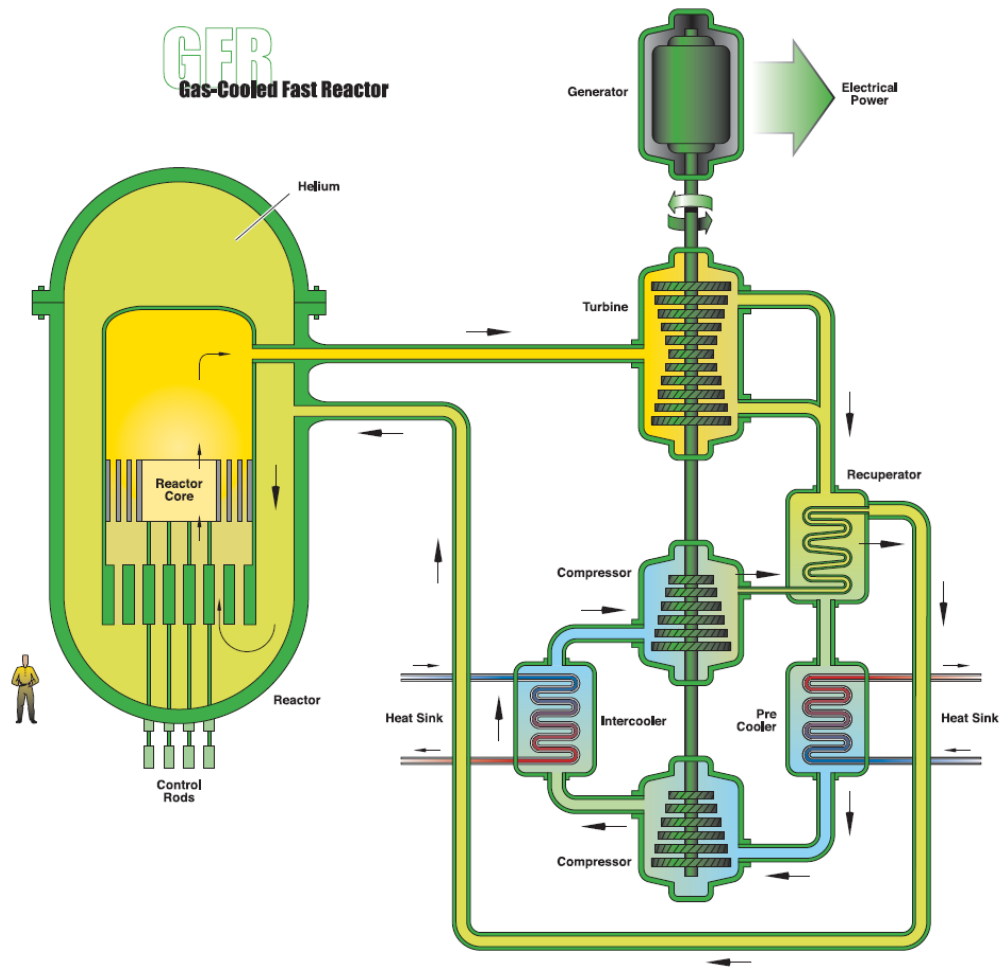 GFR
Gas-Cooled Fast Reactor
Generator
Electrical
Power
Helium
Turbine
Reactor
Core
Recuperator
Compressor
Reactor
Heat Sink
Intercooler
Pre
Cooler
Heat Sink
Control
Rods
Compressor